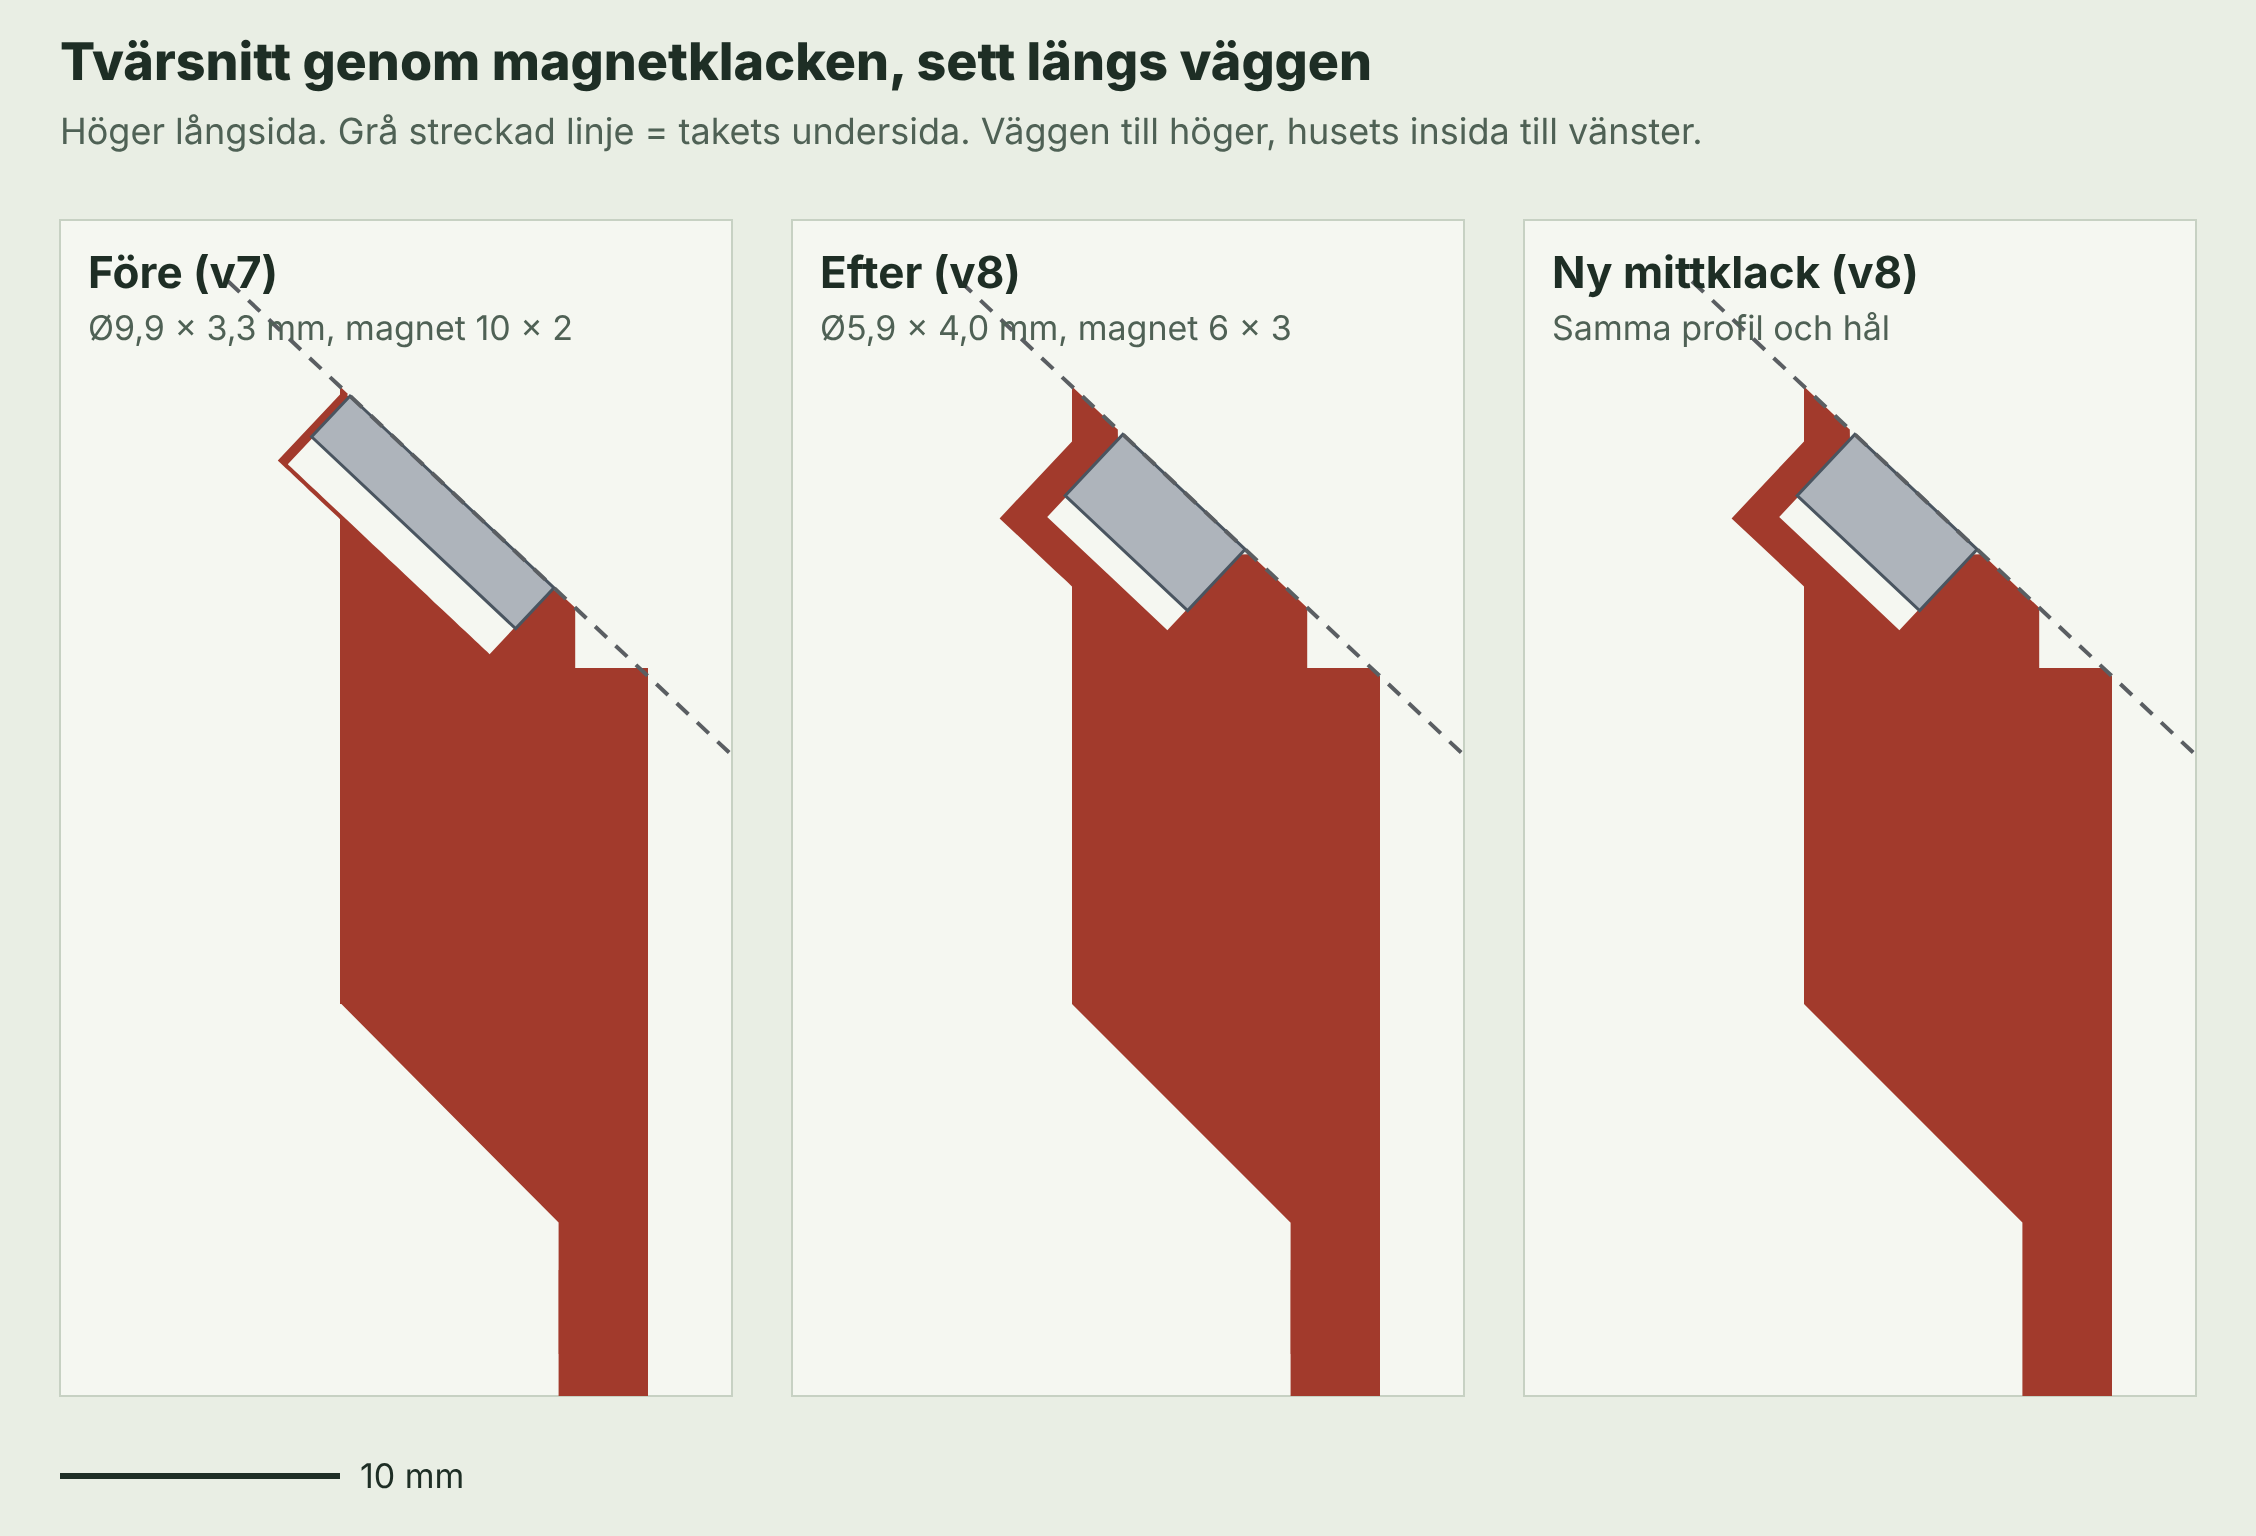 Tvärsnitt genom magnetklacken, sett längs väggen
Höger långsida. Grå streckad linje = takets undersida. Väggen till höger, husets insida till vänster.
Före (v7)
Ø9,9 × 3,3 mm, magnet 10 × 2
Efter (v8)
Ø5,9 × 4,0 mm, magnet 6 × 3
Ny mittklack (v8)
Samma profil och hål
10 mm